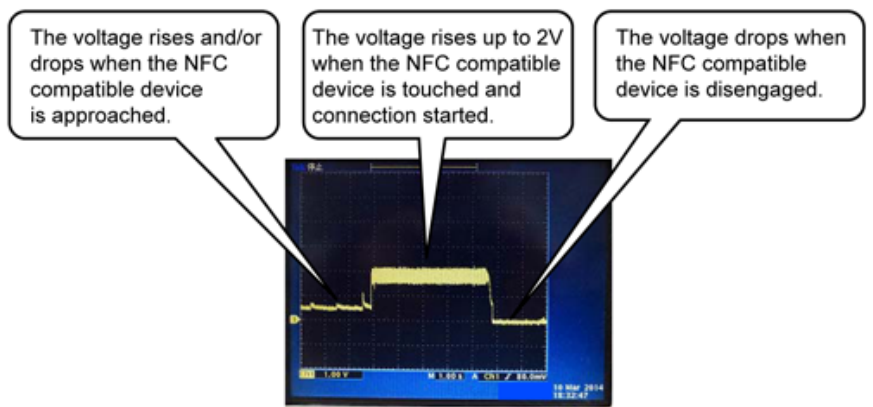 The voltage rises and/or
drops when the NFC
compatible device
is approached.
The voltage rises up to 2V
when the NFC compatible
device is touched and
connection started.
The voltage drops when
the NFC compatible
device is disengaged.
停止
1.00 V
M 1.00 s A Ch1 80.0mV
10 Mar 2014
18:32:47